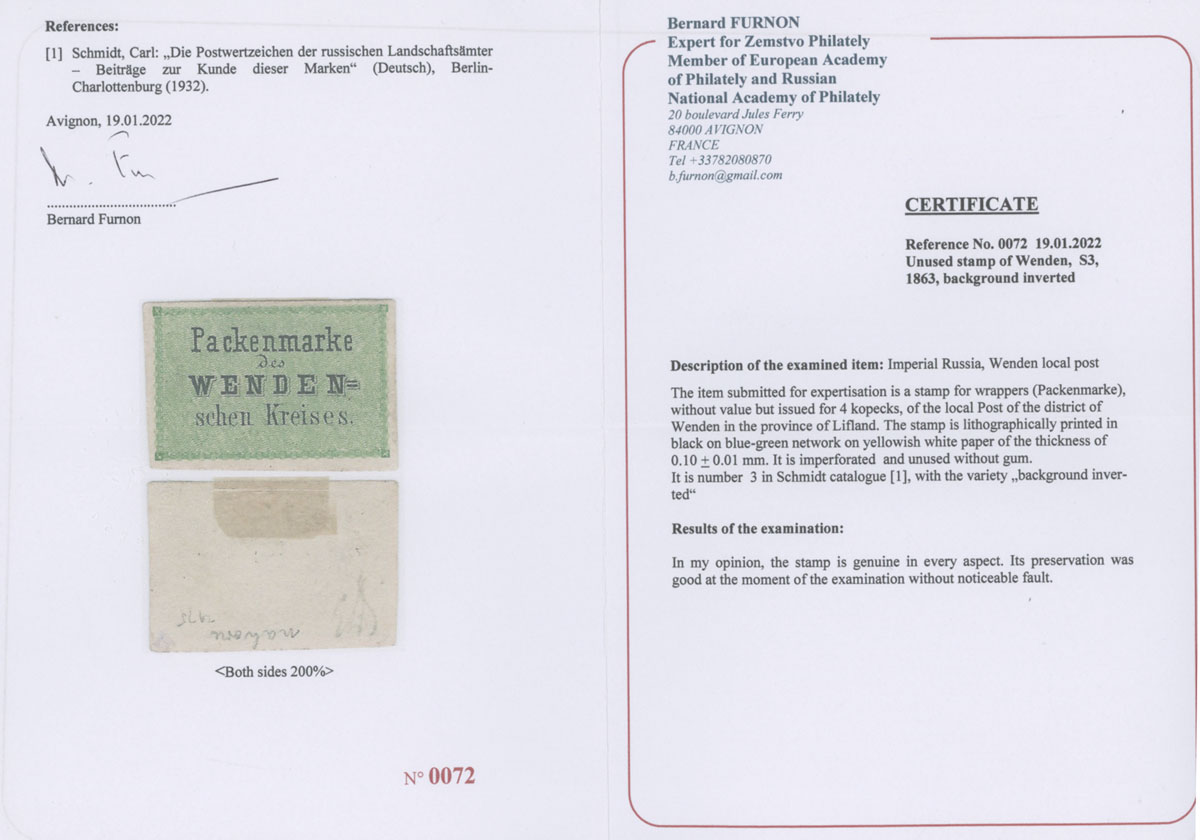 References:
[1] Schmidt, Carl: „Die Postwertzeichen der russischen Landschaftsämter
– Beiträge zur Kunde dieser Marken“ (Deutsch), Berlin-
Charlottenburg (1932).
Avignon, 19.01.2022
Bernard Furnon
Packenmarke
des
WENDEN=
schen Kreises.
<Both sides 200%>
N° 0072
Bernard FURNON
Expert for Zemstvo Philately
Member of European Academy
of Philately and Russian
National Academy of Philately
20 boulevard Jules Ferry
84000 AVIGNON
FRANCE
Tel +33782080870
b.furnon@gmail.com
CERTIFICATE
Reference No. 0072 19.01.2022
Unused stamp of Wenden, S3,
1863, background inverted
Description of the examined item: Imperial Russia, Wenden local post
The item submitted for expertisation is a stamp for wrappers (Packenmarke),
without value but issued for 4 kopecks, of the local Post of the district of
Wenden in the province of Lifland. The stamp is lithographically printed in
black on blue-green network on yellowish white paper of the thickness of
0.10 ± 0.01 mm. It is imperforated and unused without gum.
It is number 3 in Schmidt catalogue [1], with the variety „background inver-
ted“
Results of the examination:
In my opinion, the stamp is genuine in every aspect. Its preservation was
good at the moment of the examination without noticeable fault.